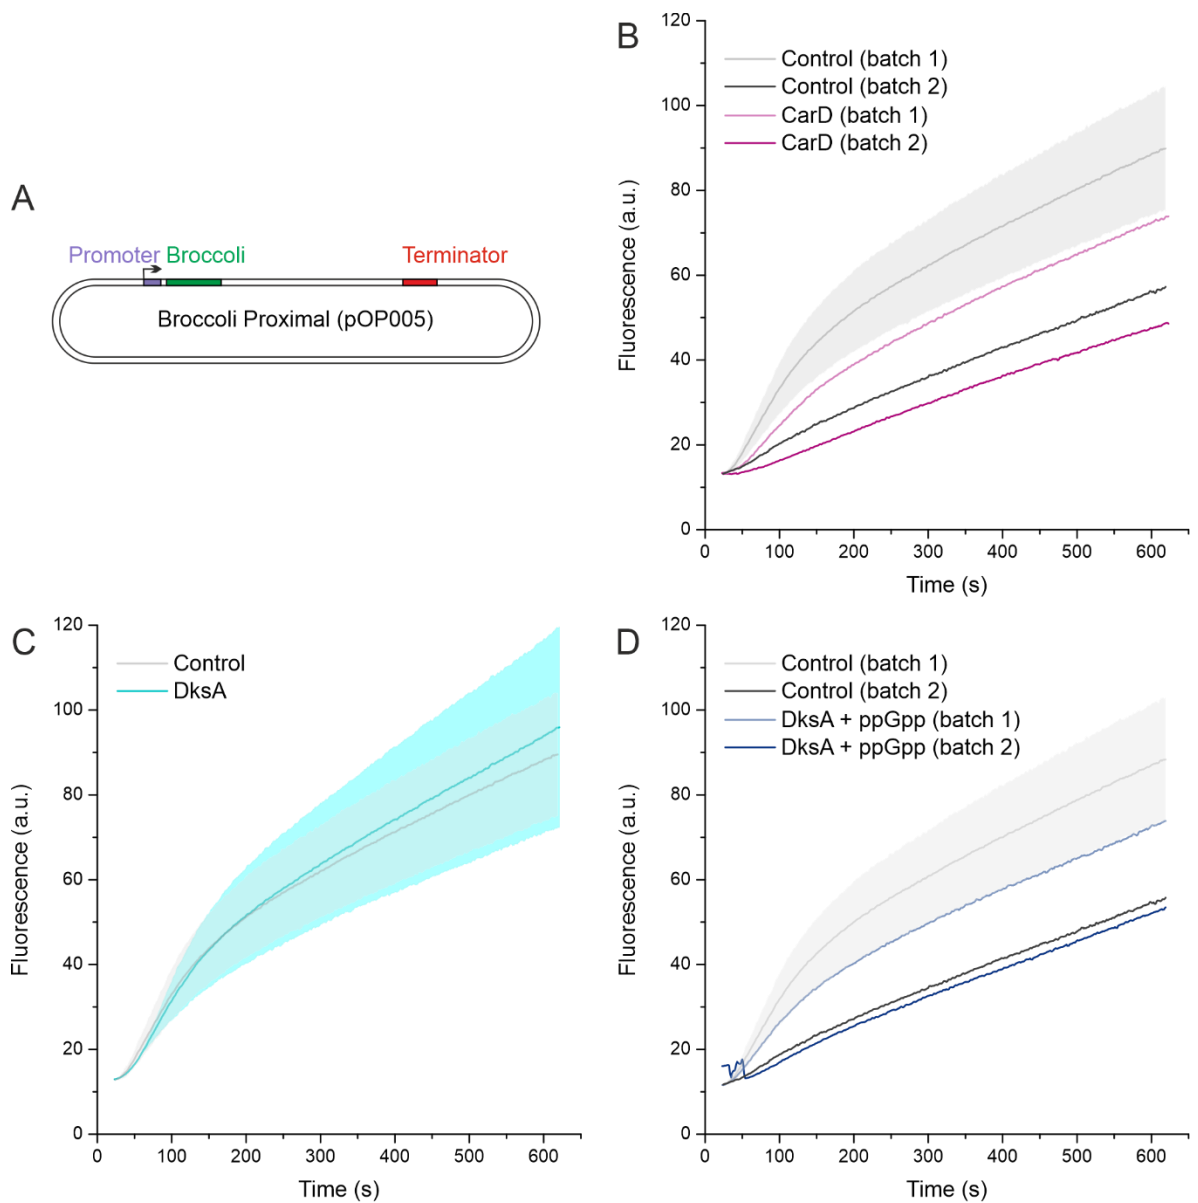 A
Promoter Broccoli Terminator
Broccoli Proximal (pOP005)
B
Control (batch 1)
Control (batch 2)
CarD (batch 1)
CarD (batch 2)
Fluorescence (a.u.)
120
100
80
60
40
20
0
0 100 200 300 400 500 600
Time (s)
C
Control
DksA
Fluorescence (a.u.)
120
100
80
60
40
20
0
0 100 200 300 400 500 600
Time (s)
D
Control (batch 1)
Control (batch 2)
DksA + ppGpp (batch 1)
DksA + ppGpp (batch 2)
Fluorescence (a.u.)
120
100
80
60
40
20
0
0 100 200 300 400 500 600
Time (s)